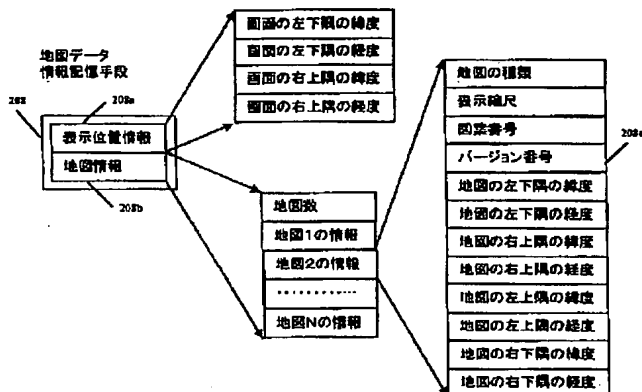 地図データ
情報記憶手段
208
208a
表示位置情報
地図情報
208b
画面の左下隅の緯度
画面の左下隅の経度
画面の右上隅の緯度
画面の右上隅の経度
地図数
地図1の情報
地図2の情報
…………
地図Nの情報
地図の種類
表示縮尺
図葉番号
バージョン番号
地図の左下隅の緯度
地図の左下隅の経度
地図の右上隅の緯度
地図の右上隅の経度
地図の左上隅の緯度
地図の左上隅の経度
地図の右下隅の緯度
地図の右下隅の経度